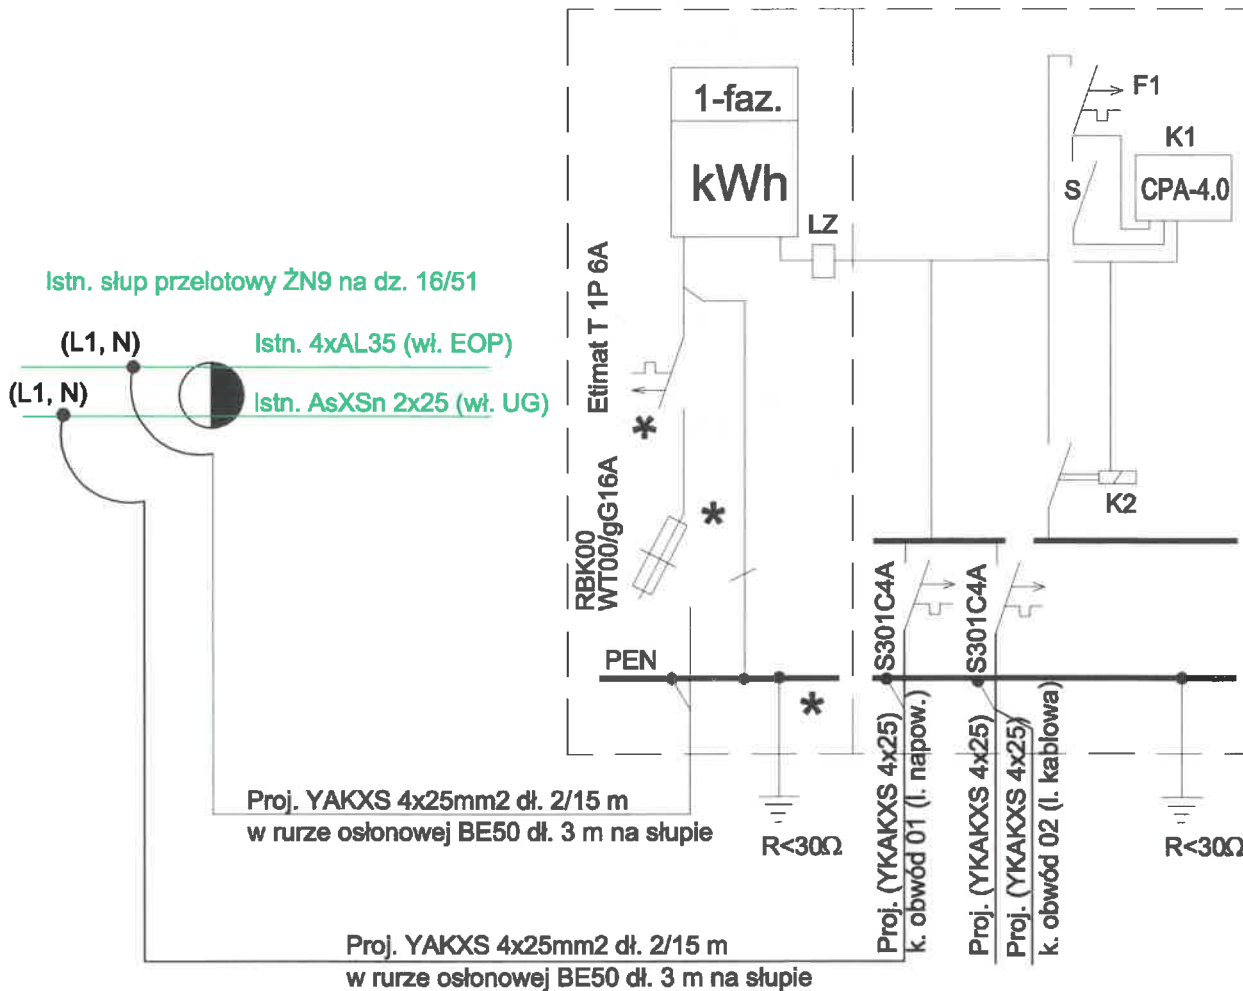 1-faz.
kWh
LZ
F1
K1
CPA-4.0
S
K2
Istn. słup przelotowy ŻN9 na dz. 16/51
(L1, N)
Istn. 4xAL35 (wł. EOP)
(L1, N)
Istn. AsXSn 2x25 (wł. UG)
Etimat T 1P 6A
*
*
RBK00
WT00/gG16A
PEN
*
S301C4A
S301C4A
Proj. (YKAKXS 4x25)
k. obwód 01 (l. napow.)
Proj. (YKAKXS 4x25)
Proj. (YKAKXS 4x25)
k. obwód 02 (l. kablowa)
R<30Ω
R<30Ω
Proj. YAKXS 4x25mm2 dł. 2/15 m
w rurze osłonowej BE50 dł. 3 m na słupie
Proj. YAKXS 4x25mm2 dł. 2/15 m
w rurze osłonowej BE50 dł. 3 m na słupie